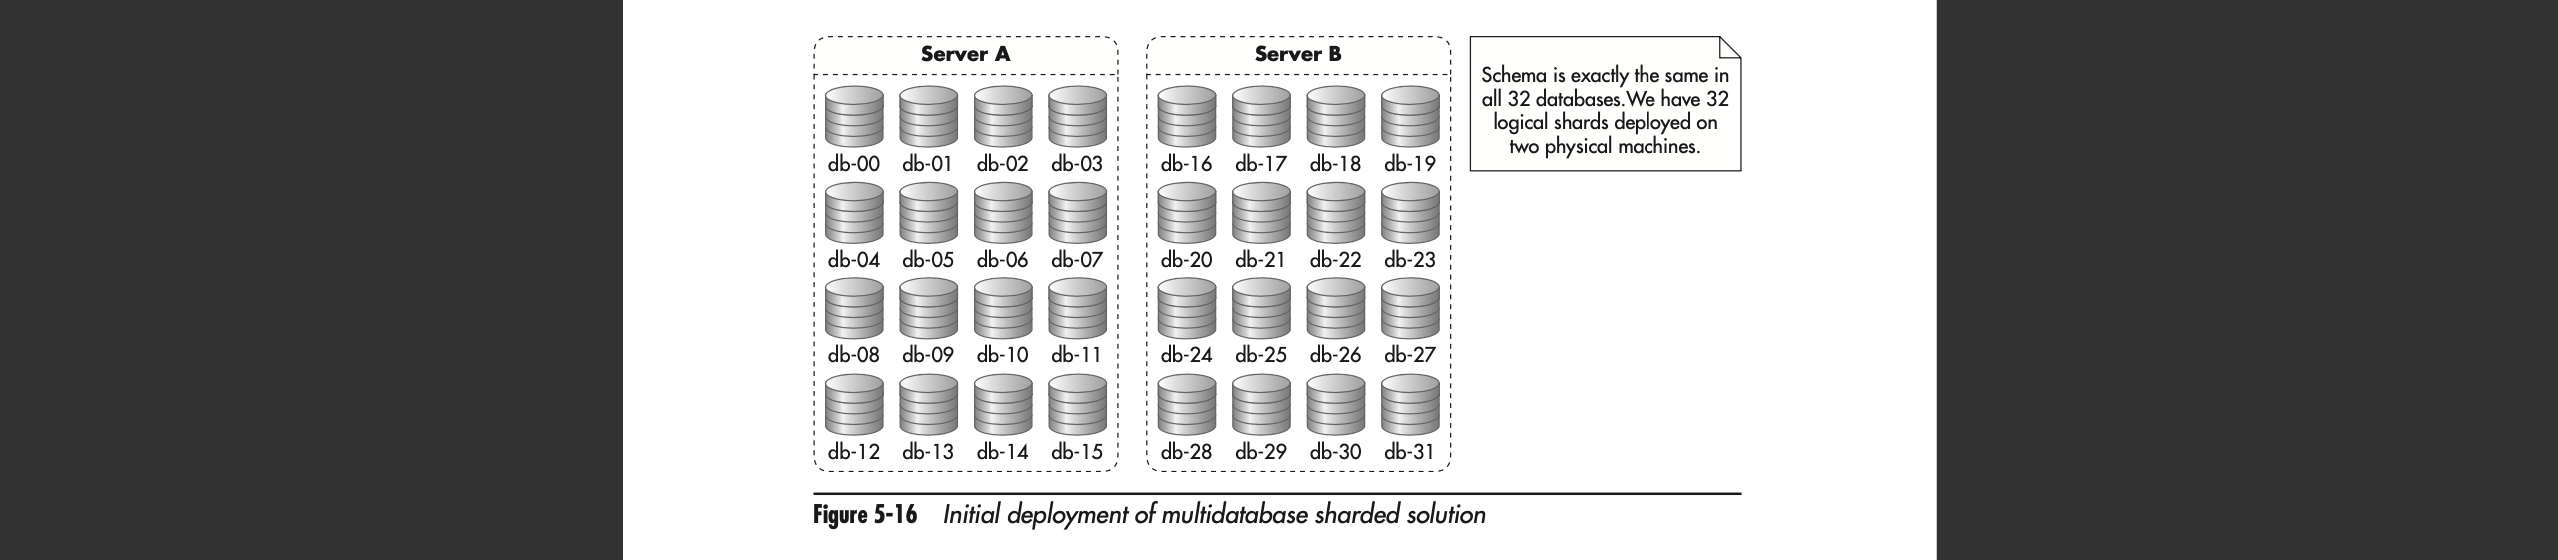 Server A
db-00 db-01 db-02 db-03
db-04 db-05 db-06 db-07
db-08 db-09 db-10 db-11
db-12 db-13 db-14 db-15
Server B
db-16 db-17 db-18 db-19
db-20 db-21 db-22 db-23
db-24 db-25 db-26 db-27
db-28 db-29 db-30 db-31
Schema is exactly the same in
all 32 databases.We have 32
logical shards deployed on
two physical machines.
Figure 5-16 Initial deployment of multidatabase sharded solution